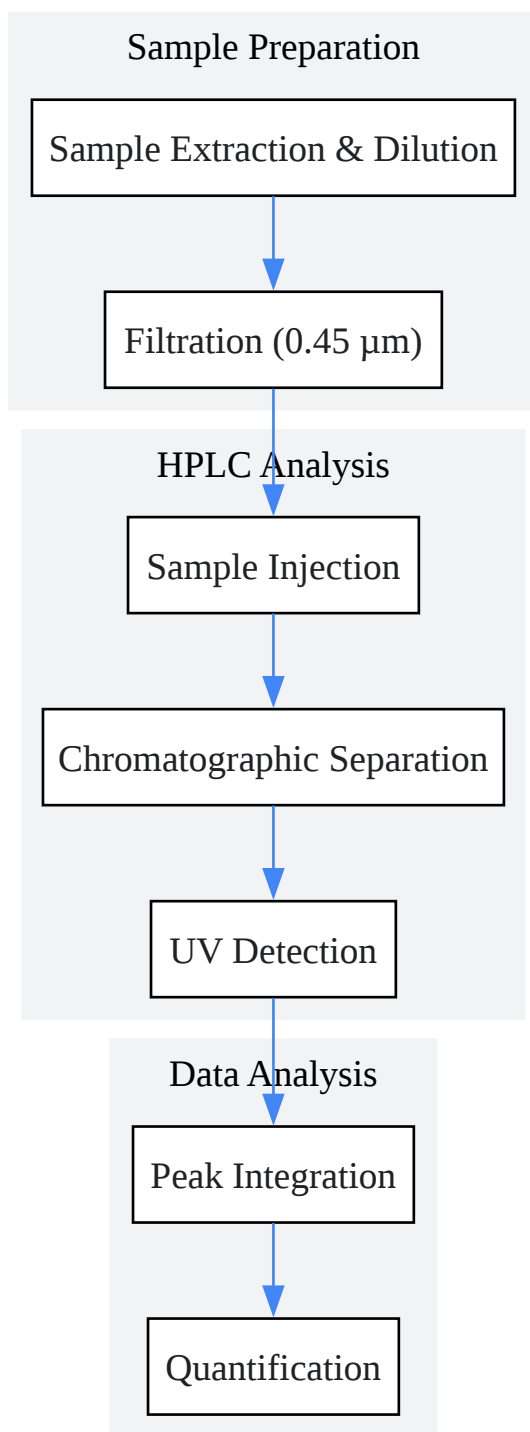 Sample Preparation
Sample Extraction & Dilution
Filtration (0.45 µm)
HPLC Analysis
Sample Injection
Chromatographic Separation
UV Detection
Data Analysis
Peak Integration
Quantification